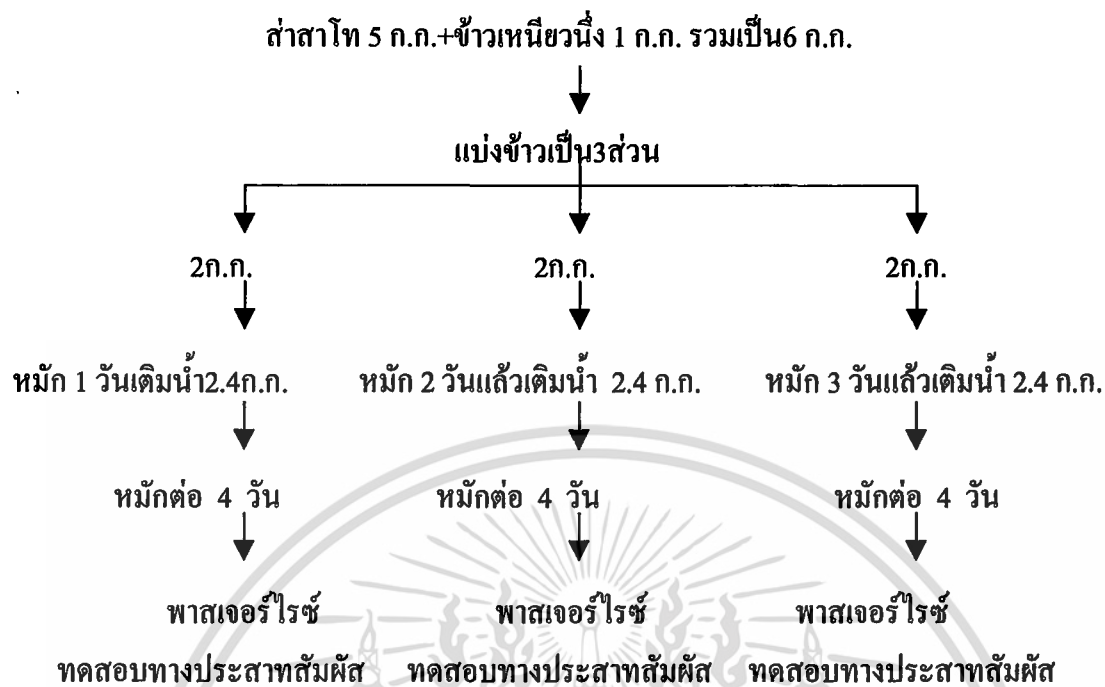 ส่าสาโท 5 ก.ก.+ข้าวเหนียวนึ่ง 1 ก.ก. รวมเป็น6 ก.ก.
แบ่งข้าวเป็น3ส่วน
2ก.ก. 2ก.ก. 2ก.ก.
หมัก 1 วันเติมน้ำ2.4ก.ก. หมัก 2 วันแล้วเติมน้ำ 2.4 ก.ก. หมัก 3 วันแล้วเติมน้ำ 2.4 ก.ก.
หมักต่อ 4 วัน หมักต่อ 4 วัน หมักต่อ 4 วัน
พาสเจอร์ไรซ์ พาสเจอร์ไรซ์ พาสเจอร์ไรซ์
ทดสอบทางประสาทสัมผัส ทดสอบทางประสาทสัมผัส ทดสอบทางประสาทสัมผัส